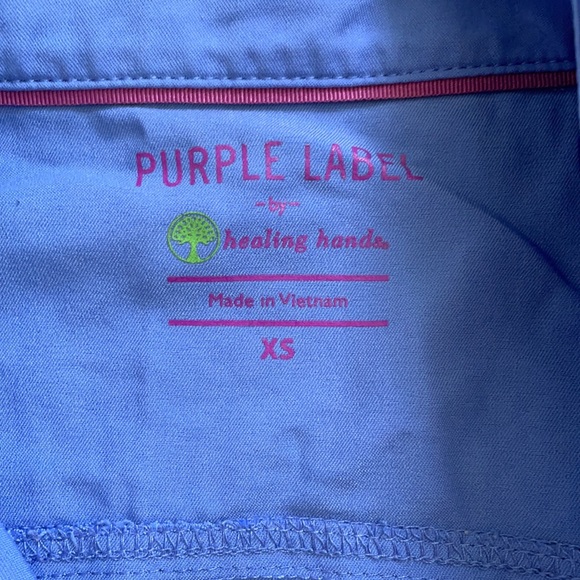 PURPLE LABEL
-by-
healing hands.
Made in Vietnam
XS